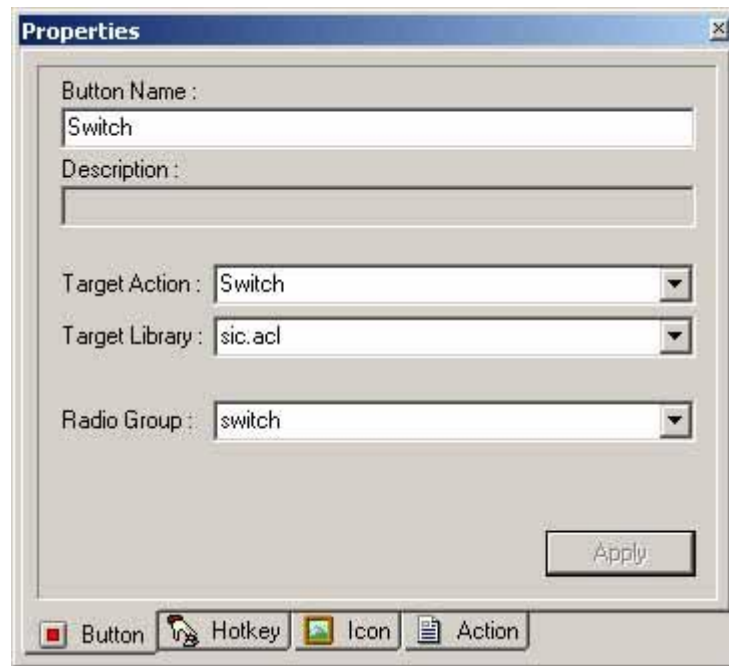 Properties
Button Name :
Switch
Description :
Target Action : Switch
Target Library : sic.acl
Radio Group : switch
Apply
Button Hotkey Icon Action